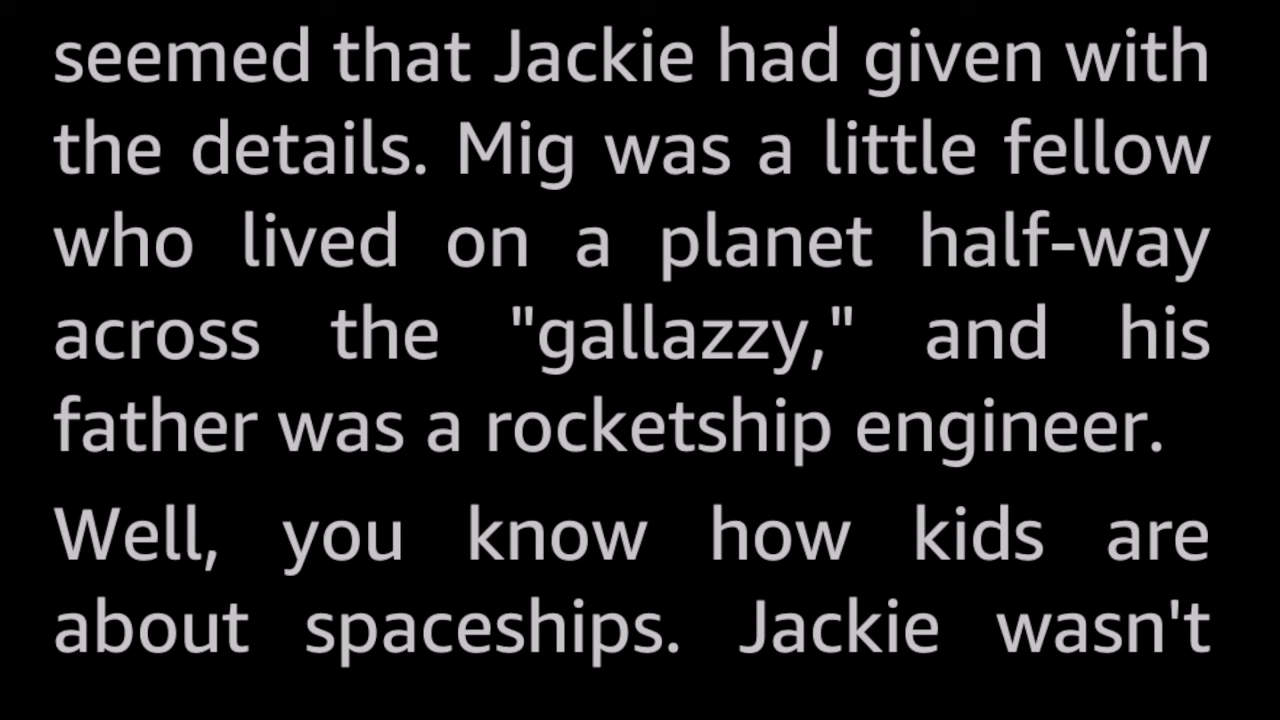 seemed that Jackie had given with
the details. Mig was a little fellow
who lived on a planet half-way
across the "gallazzy," and his
father was a rocketship engineer.
Well, you know how kids are
about spaceships. Jackie wasn't